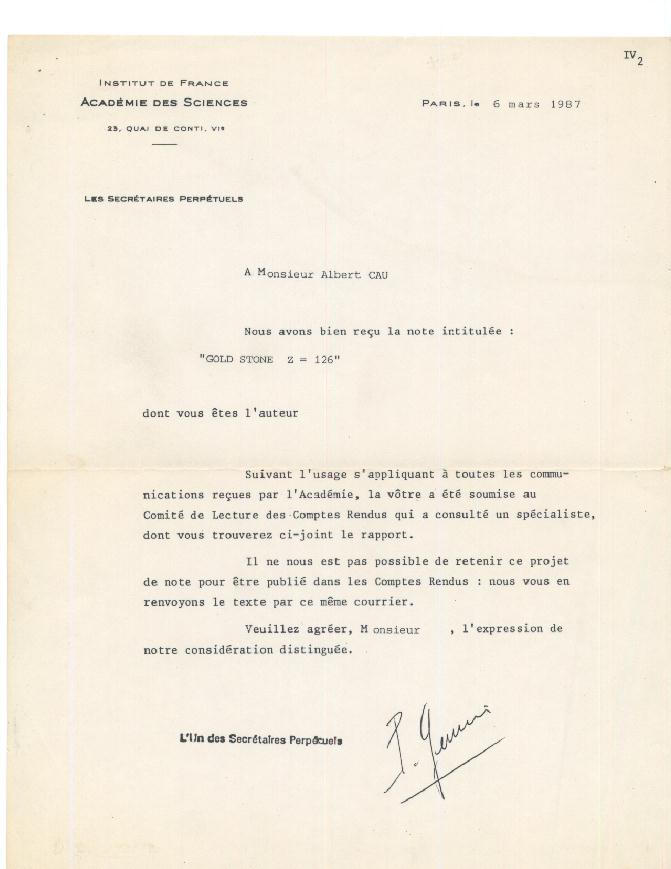 IV2
INSTITUT DE FRANCE
ACADÉMIE DES SCIENCES
23, QUAI DE CONTI, VIe
PARIS, le 6 mars 1987
LES SECRÉTAIRES PERPÉTUELS
A Monsieur Albert CAU
Nous avons bien reçu la note intitulée :
"GOLD STONE Z = 126"
dont vous êtes l'auteur
Suivant l'usage s'appliquant à toutes les commu-
nications reçues par l'Académie, la vôtre a été soumise au
Comité de Lecture des Comptes Rendus qui a consulté un spécialiste,
dont vous trouverez ci-joint le rapport.
Il ne nous est pas possible de retenir ce projet
de note pour être publié dans les Comptes Rendus : nous vous en
renvoyons le texte par ce même courrier.
Veuillez agréer, Monsieur , l'expression de
notre considération distinguée.
L'Un des Secrétaires Perpétuels
P. Germain